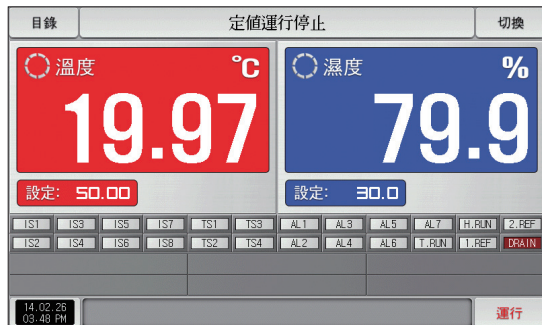 目錄 定値運行停止 切換
溫度 °C 濕度 %
19.97 79.9
設定: 50.00 設定: 30.0
IS1 IS3 IS5 IS7 TS1 TS3 AL1 AL3 AL5 AL7 H.RUN 2.REF
IS2 IS4 IS6 IS8 TS2 TS4 AL2 AL4 AL6 T.RUN 1.REF DRAIN
14.02.26
03:48 PM 運行